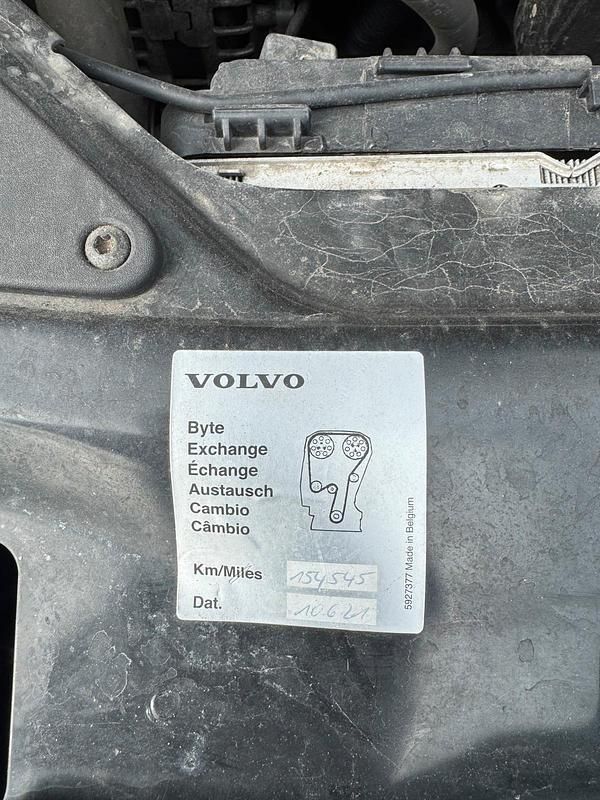 VOLVO
Byte
Exchange
Échange
Austausch
Cambio
Câmbio
Km/Miles 154545
Dat. 10.6.21
5927377 Made in Belgium